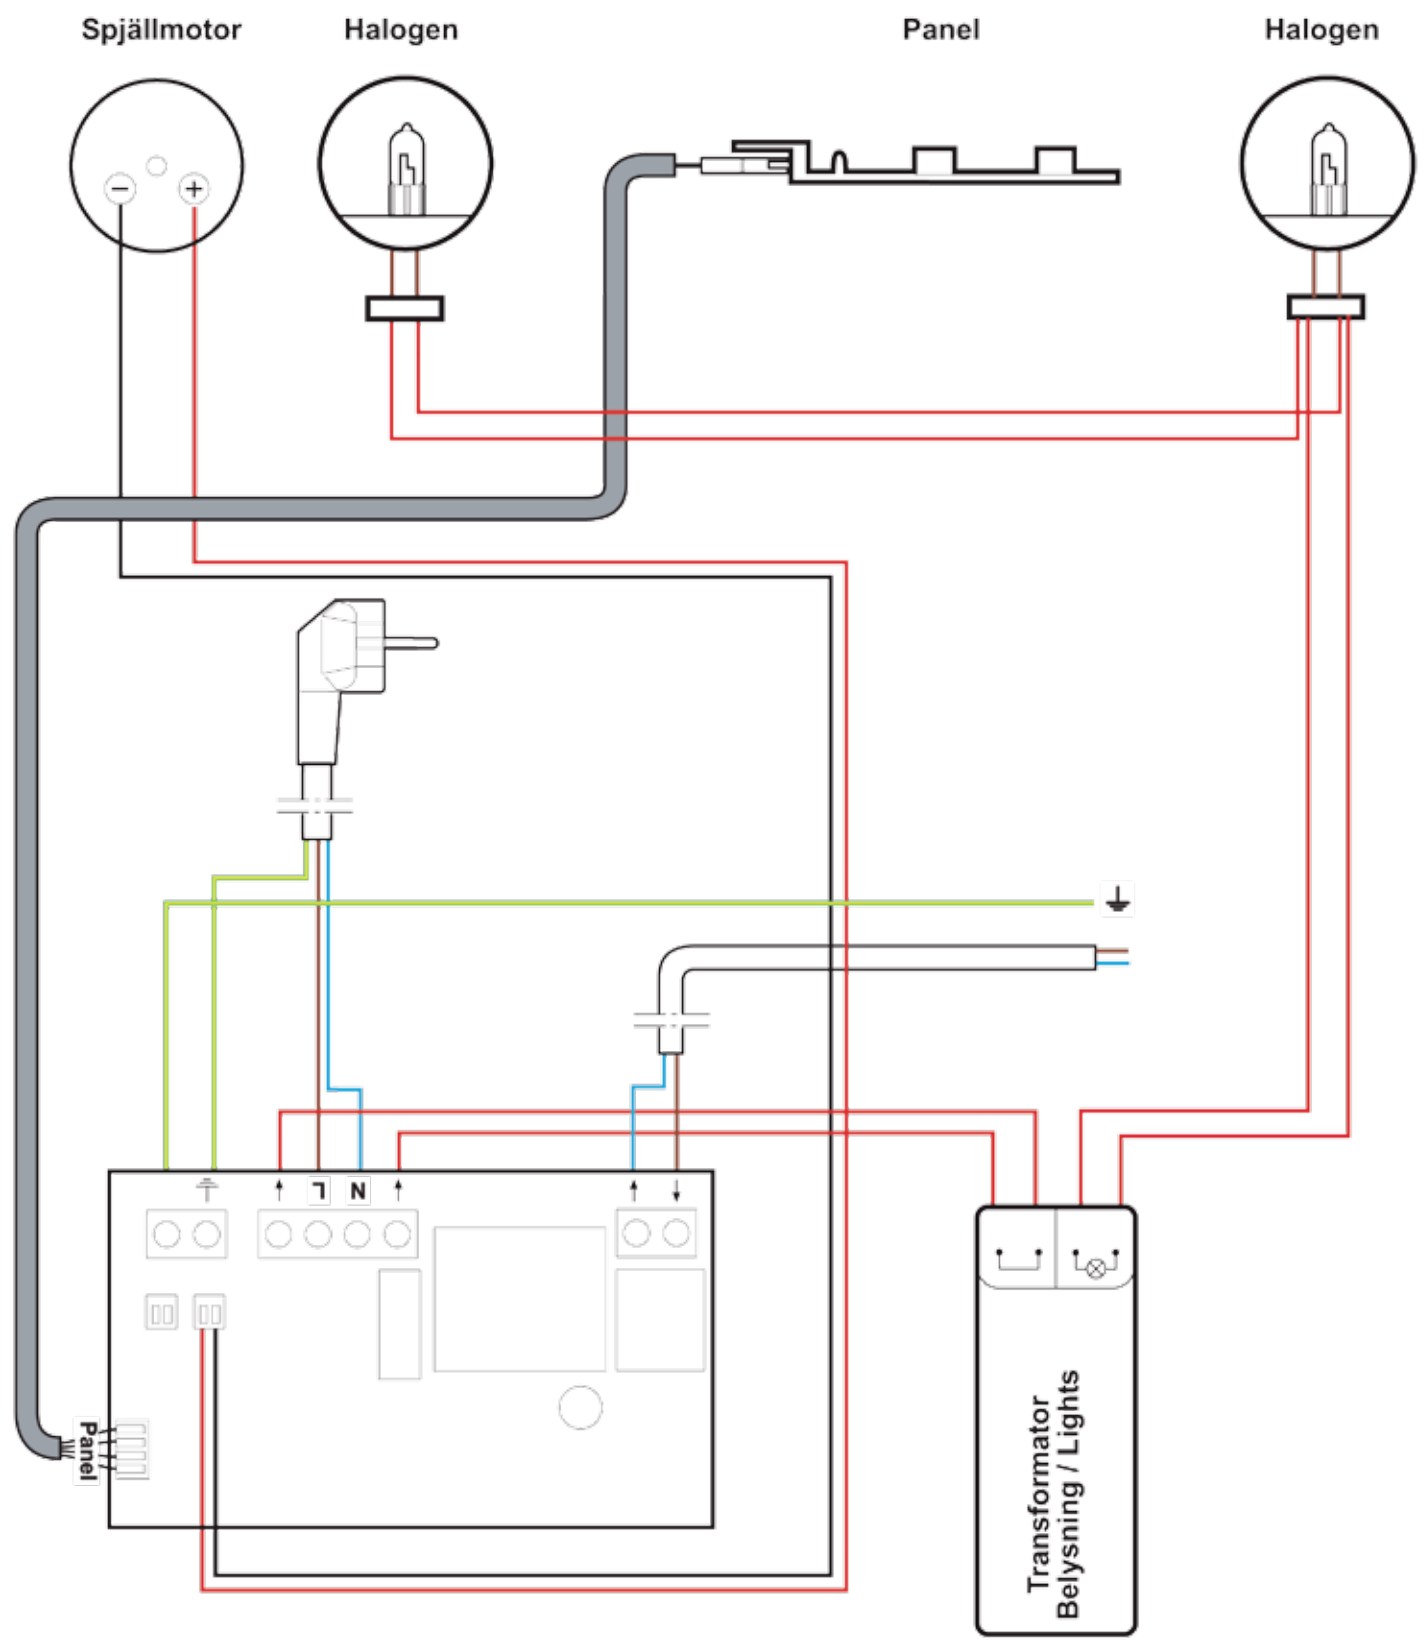 Spjällmotor
Halogen
Panel
Halogen
L
N
Panel
Transformator
Belysning / Lights